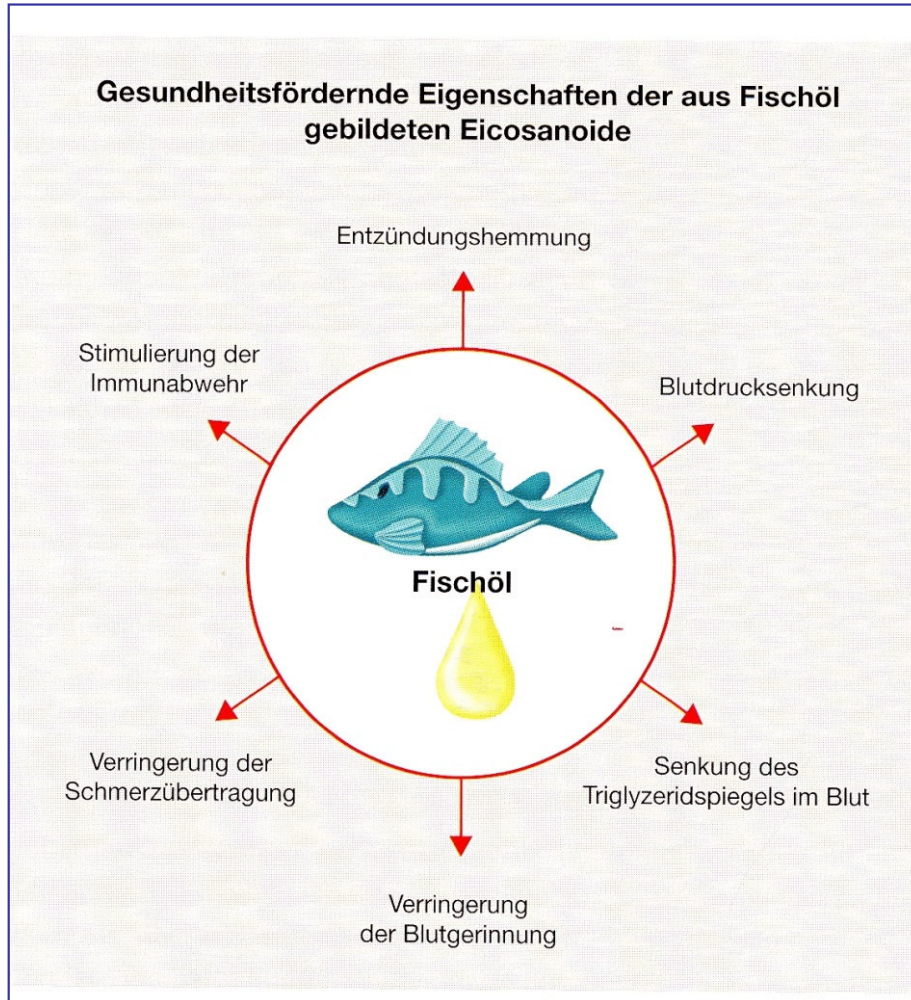 Gesundheitsfördernde Eigenschaften der aus Fischöl
gebildeten Eicosanoide
Entzündungshemmung
Stimulierung der
Immunabwehr
Blutdrucksenkung
Fischöl
Verringerung der
Schmerzübertragung
Senkung des
Triglyzeridspiegels im Blut
Verringerung
der Blutgerinnung